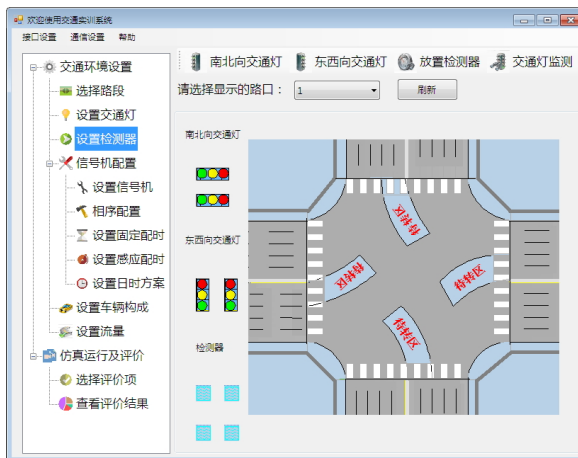 欢迎使用交通实训系统
接口设置 通信设置 帮助
交通环境设置
选择路段
设置交通灯
设置检测器
信号机配置
设置信号机
相序配置
设置固定配时
设置感应配时
设置日时方案
设置车辆构成
设置流量
仿真运行及评价
选择评价项
查看评价结果
南北向交通灯 东西向交通灯 放置检测器 交通灯监测
请选择显示的路口： 1 刷新
南北向交通灯
东西向交通灯
检测器
待转区
待转区
待转区
待转区